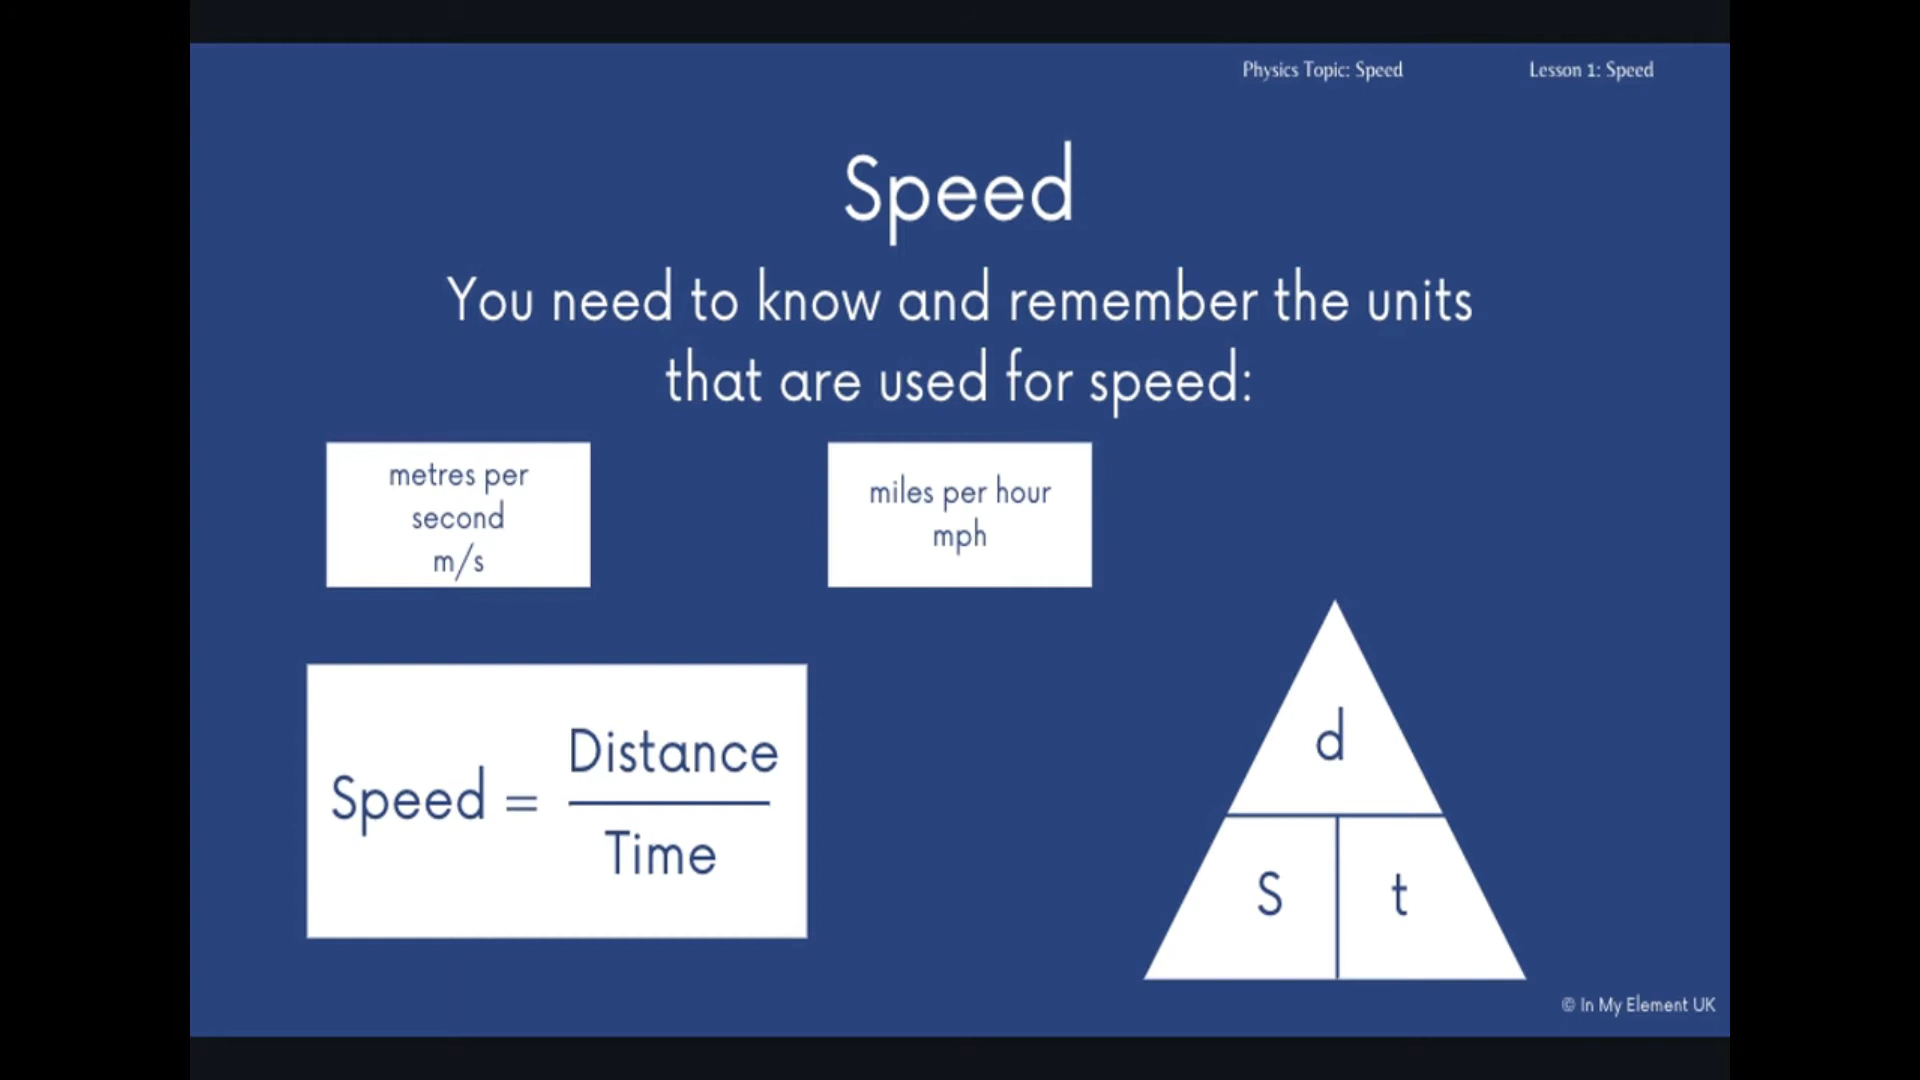 Physics Topic: Speed
Lesson 1: Speed
Speed
You need to know and remember the units
that are used for speed:
metres per
second
m/s
miles per hour
mph
Speed =
Distance
Time
d
S
t
© In My Element UK